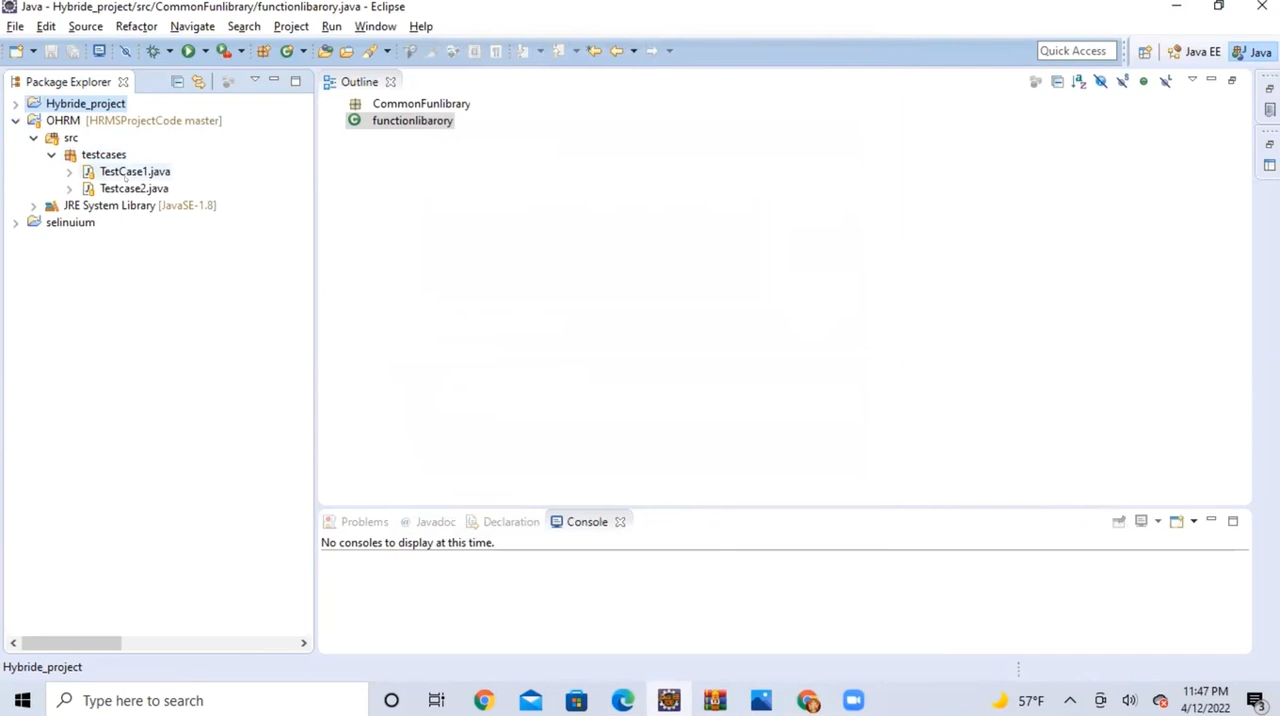 Java - Hybride_project/src/CommonFunlibrary/functionlibarory.java - Eclipse
File Edit Source Refactor Navigate Search Project Run Window Help
Quick Access Java EE Java
Package Explorer Outline
Hybride_project CommonFunlibrary
OHRM [HRMSProjectCode master] functionlibarory
src
testcases
TestCase1.java
Testcase2.java
JRE System Library [JavaSE-1.8]
selinuium
Problems @ Javadoc Declaration Console
No consoles to display at this time.
Hybride_project
Type here to search 57°F 11:47 PM
4/12/2022 3